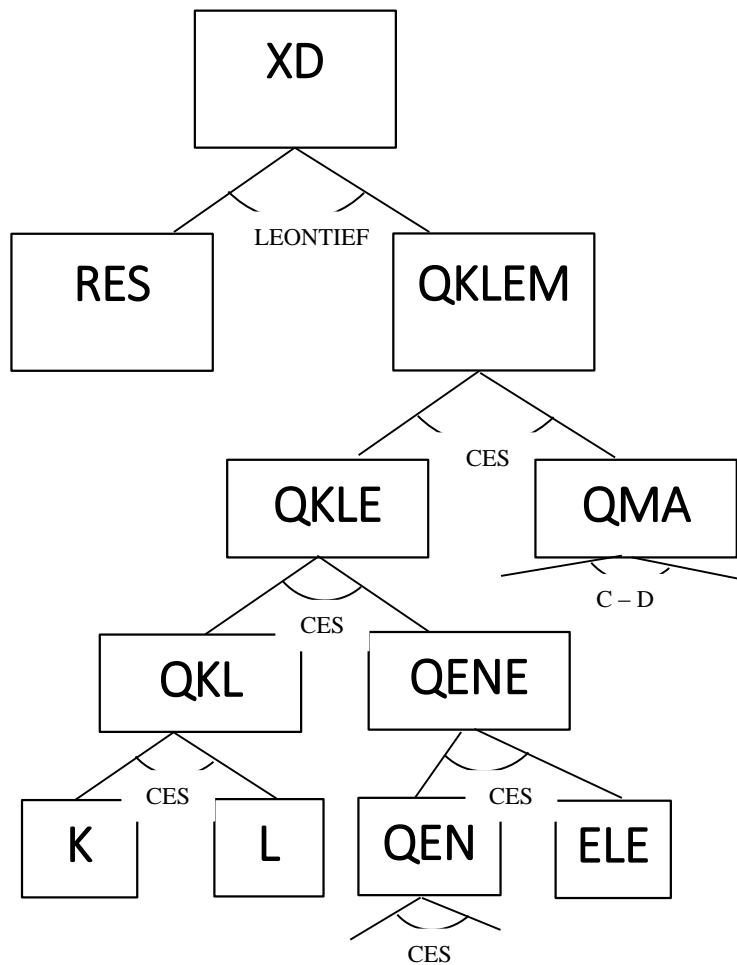 XD
LEONTIEF
RES
QKLEM
CES
QKLE
QMA
C – D
CES
QKL
QENE
CES
CES
K
L
QEN
ELE
CES